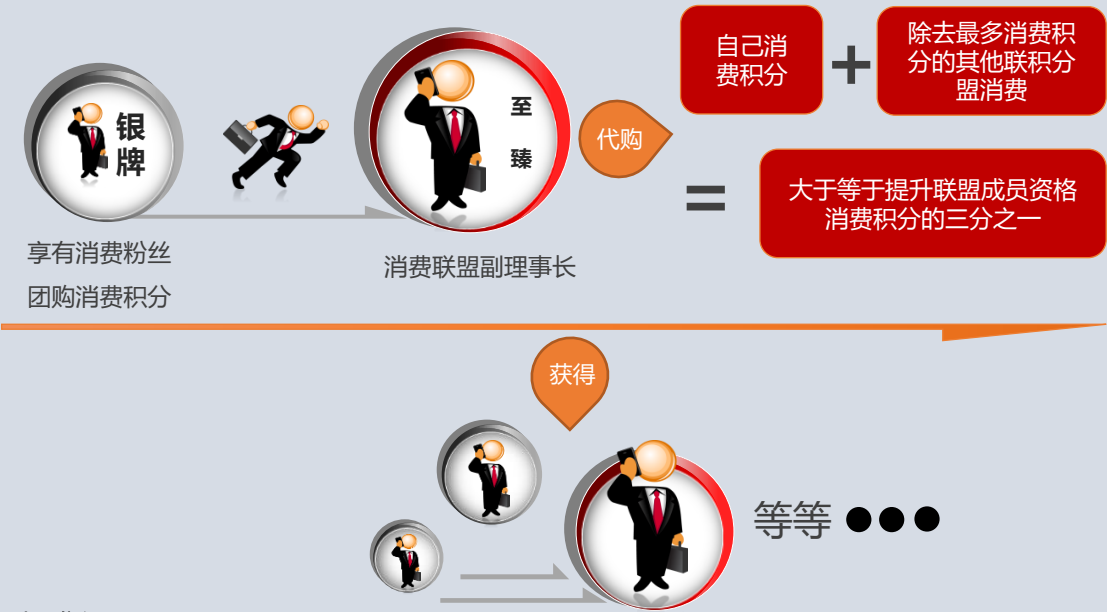 自己消
费积分
+
除去最多消费积
分的其他联积分
盟消费
银
牌
至
臻
代购
=
大于等于提升联盟成员资格
消费积分的三分之一
享有消费粉丝
团购消费积分
消费联盟副理事长
获得
等等 ●●●